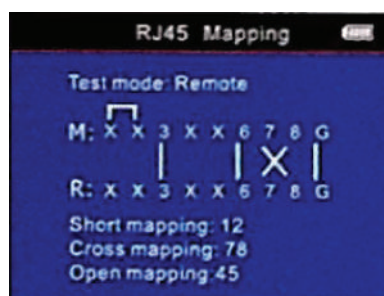 RJ45 Mapping
Test mode: Remote
M: X X 3 X X 6 7 8 G
R: X X 3 X X 6 7 8 G
Short mapping: 12
Cross mapping: 78
Open mapping:45